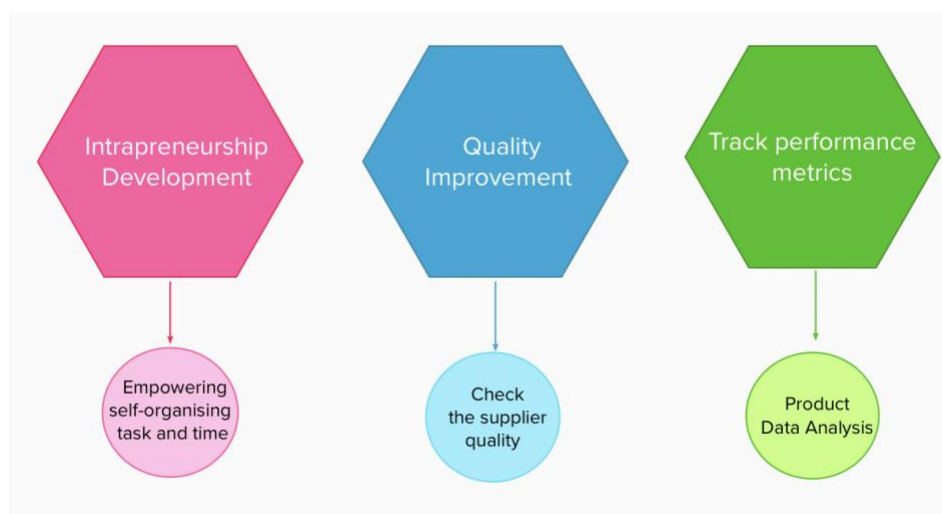 Intrapreneurship
Development
Quality
Improvement
Track performance
metrics
Empowering
self-organising
task and time
Check
the supplier
quality
Product
Data Analysis